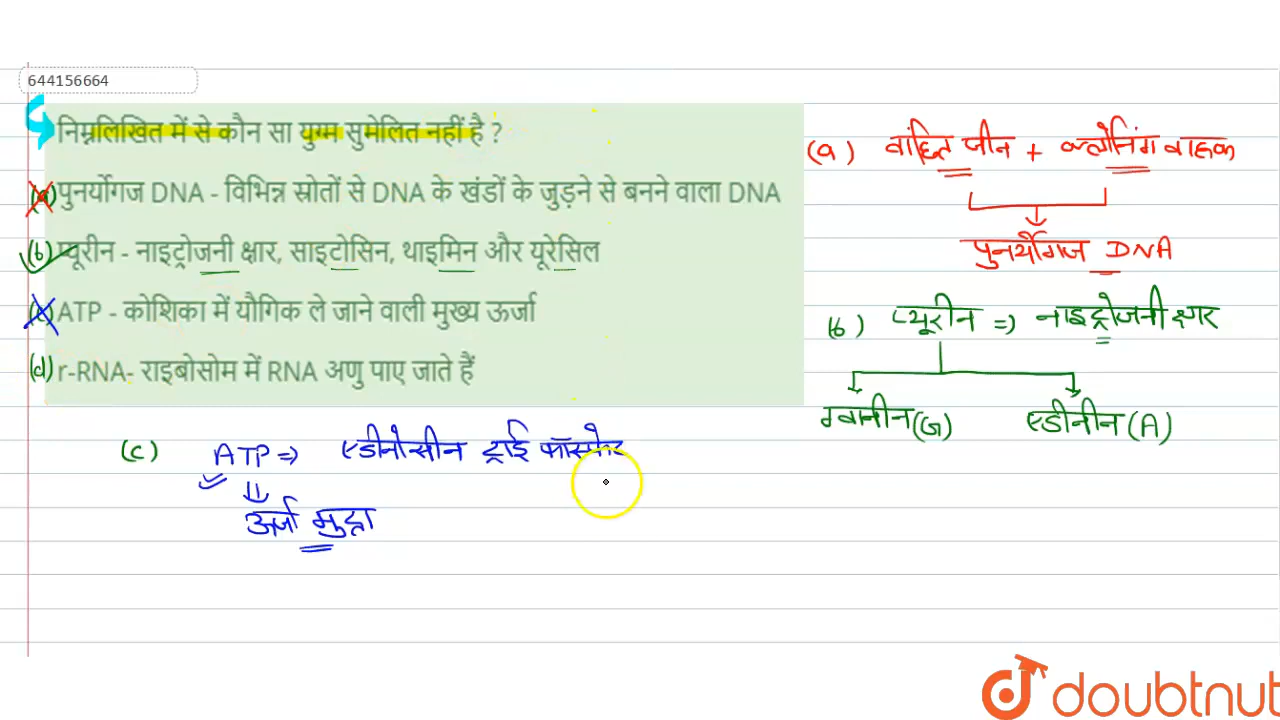 644156664
निम्नलिखित में से कौन सा युग्म सुमेलित नहीं है ?
(a) पुनर्योगज DNA - विभिन्न स्रोतों से DNA के खंडों के जुड़ने से बनने वाला DNA
(b) प्यूरीन - नाइट्रोजनी क्षार, साइटोसिन, थाइमिन और यूरेसिल
(c) ATP - कोशिका में यौगिक ले जाने वाली मुख्य ऊर्जा
(d) r-RNA- राइबोसोम में RNA अणु पाए जाते हैं
(a) वांछित जीन + क्लोनिंग वाहक
पुनर्योगज DNA
(b) प्यूरीन => नाइट्रोजनी क्षार
ग्वानीन (G) एडीनीन (A)
(c) ATP => एडीनोसीन ट्राई फॉस्फेट
ऊर्जा मुद्रा
doubtnut